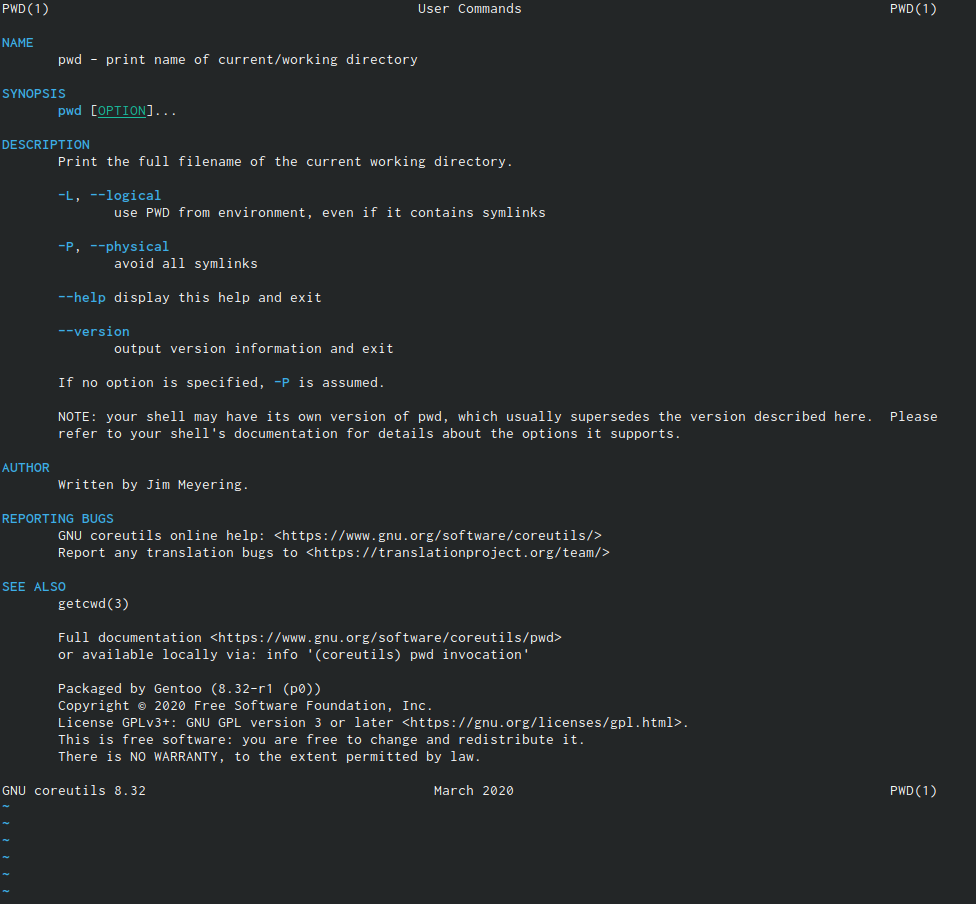 PWD(1) User Commands PWD(1)
NAME
pwd - print name of current/working directory
SYNOPSIS
pwd [OPTION]...
DESCRIPTION
Print the full filename of the current working directory.
-L, --logical
use PWD from environment, even if it contains symlinks
-P, --physical
avoid all symlinks
--help display this help and exit
--version
output version information and exit
If no option is specified, -P is assumed.
NOTE: your shell may have its own version of pwd, which usually supersedes the version described here. Please
refer to your shell's documentation for details about the options it supports.
AUTHOR
Written by Jim Meyering.
REPORTING BUGS
GNU coreutils online help: <https://www.gnu.org/software/coreutils/>
Report any translation bugs to <https://translationproject.org/team/>
SEE ALSO
getcwd(3)
Full documentation <https://www.gnu.org/software/coreutils/pwd>
or available locally via: info '(coreutils) pwd invocation'
Packaged by Gentoo (8.32-r1 (p0))
Copyright © 2020 Free Software Foundation, Inc.
License GPLv3+: GNU GPL version 3 or later <https://gnu.org/licenses/gpl.html>.
This is free software: you are free to change and redistribute it.
There is NO WARRANTY, to the extent permitted by law.
GNU coreutils 8.32 March 2020 PWD(1)
~
~
~
~
~
~